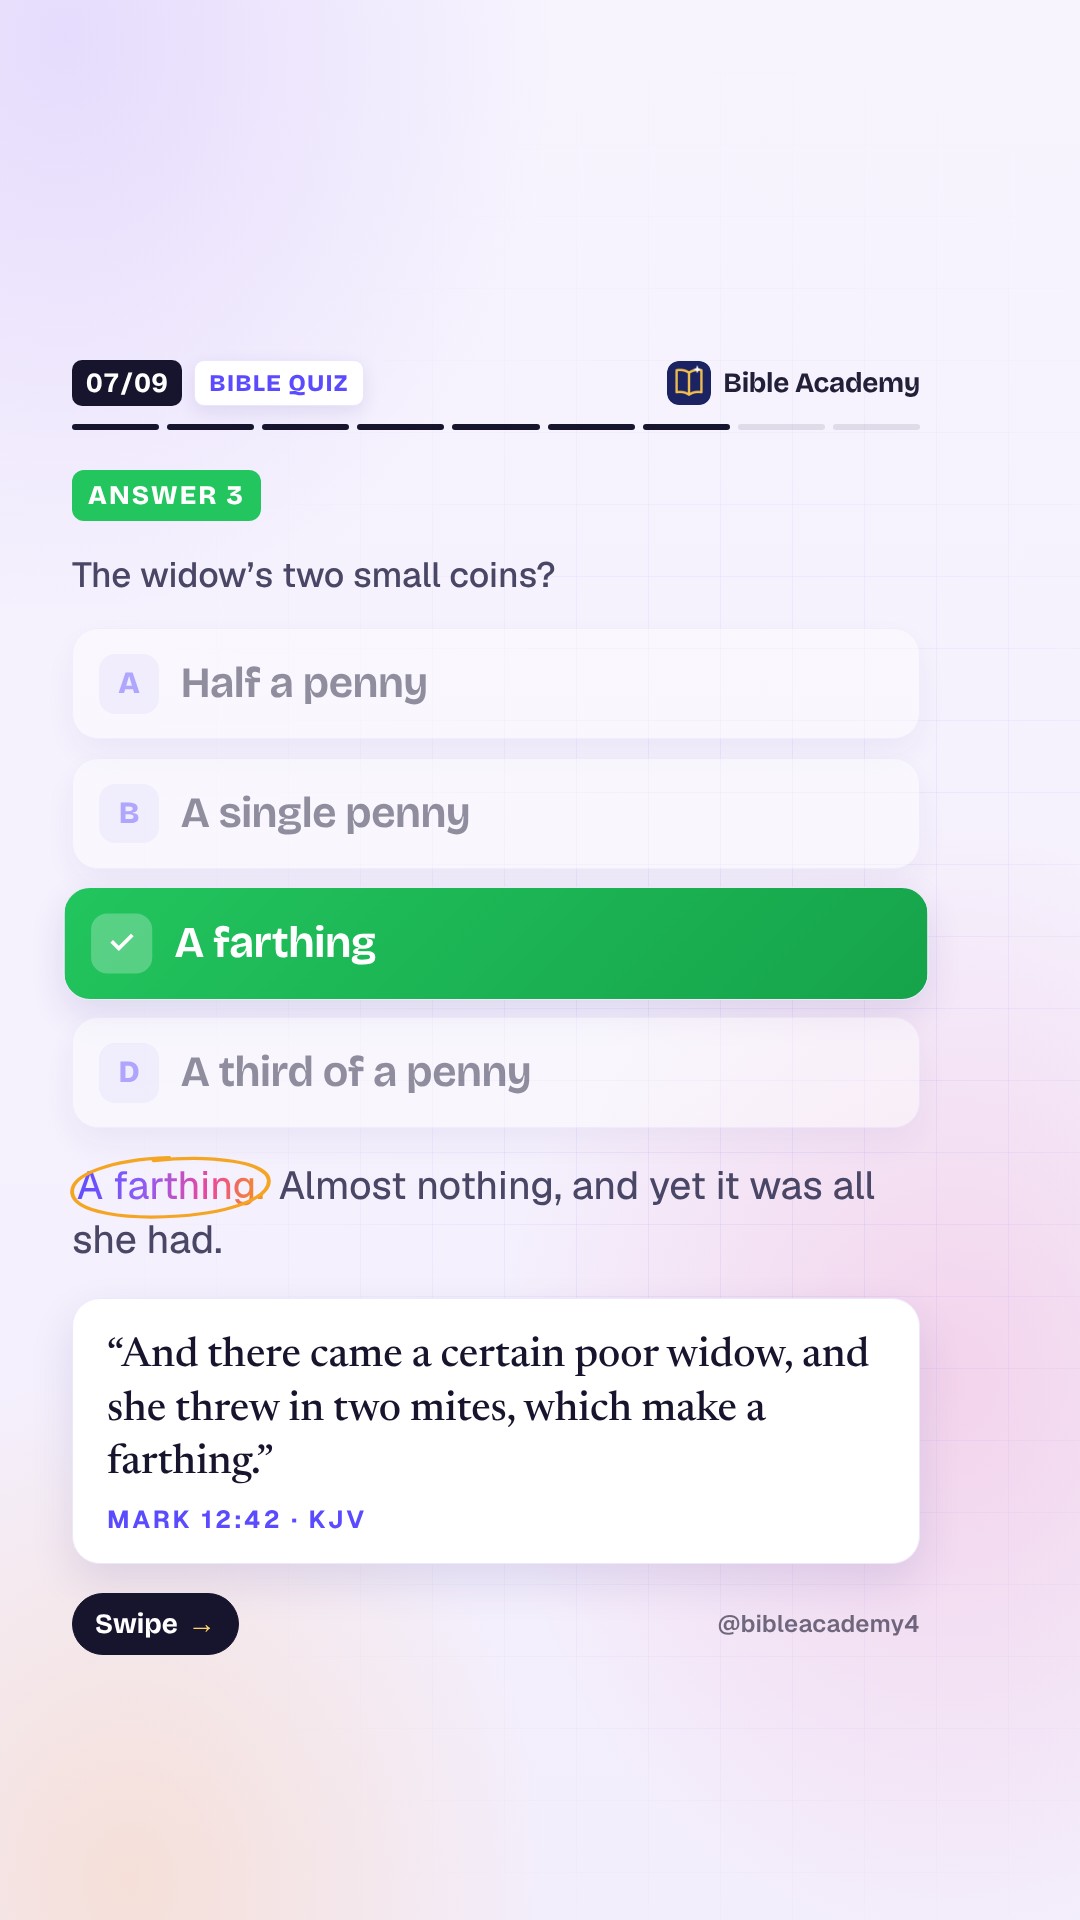 07/09 BIBLE QUIZ Bible Academy
ANSWER 3
The widow’s two small coins?
A Half a penny
B A single penny
A farthing
D A third of a penny
A farthing. Almost nothing, and yet it was all
she had.
“And there came a certain poor widow, and
she threw in two mites, which make a
farthing.”
MARK 12:42 · KJV
Swipe → @bibleacademy4